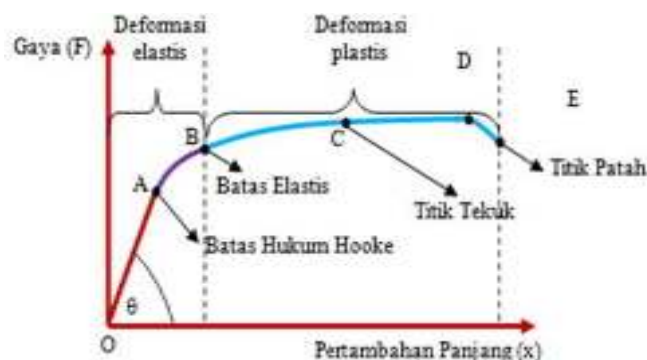 Deformasi
elastis
Deformasi
plastis
Gaya (F)
D
E
B
C
Titik Patah
A
Batas Elastis
Titik Tekuk
Batas Hukum Hooke
θ
O
Pertambahan Panjang (x)